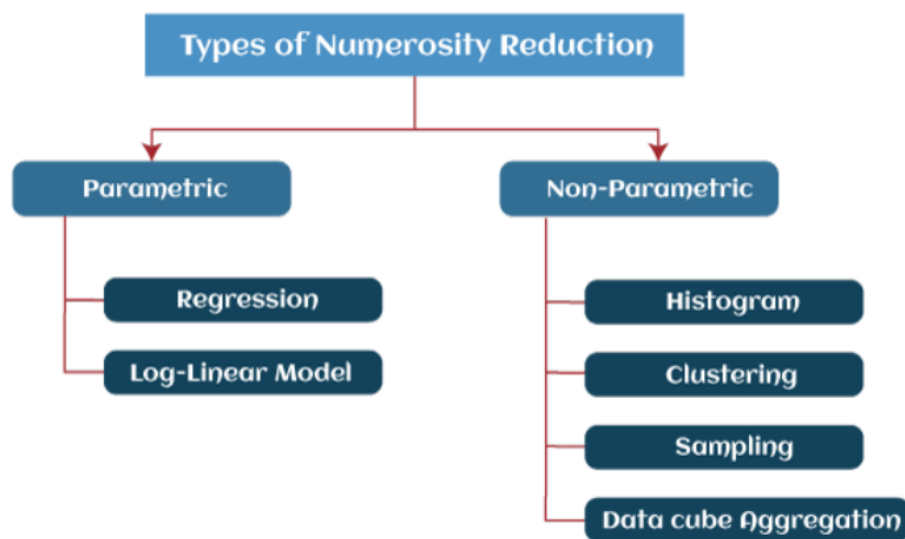 Types of Numerosity Reduction
Parametric
Regression
Log-Linear Model
Non-Parametric
Histogram
Clustering
Sampling
Data cube Aggregation